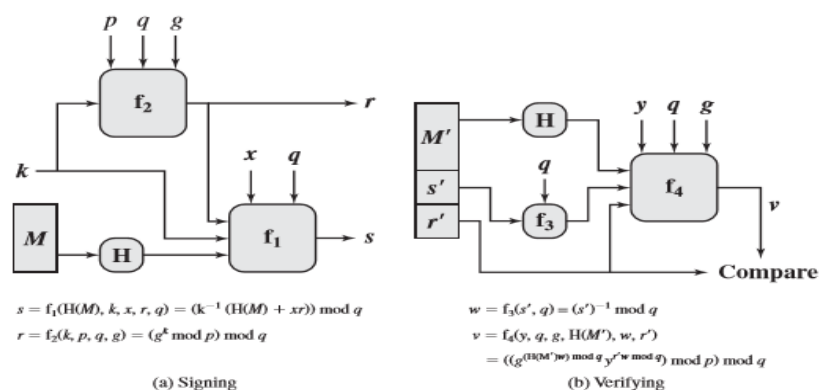 p q g
f₂
r
k
x q
M
H
f₁
s
s = f₁(H(M), k, x, r, q) = (k⁻¹ (H(M) + xr)) mod q
r = f₂(k, p, q, g) = (gᵏ mod p) mod q
(a) Signing
M′
s′
r′
H
q
f₃
y q g
f₄
v
Compare
w = f₃(s′, q) = (s′)⁻¹ mod q
v = f₄(y, q, g, H(M′), w, r′)
= ((g^(H(M′)w) mod q y^r′w mod q) mod p) mod q
(b) Verifying